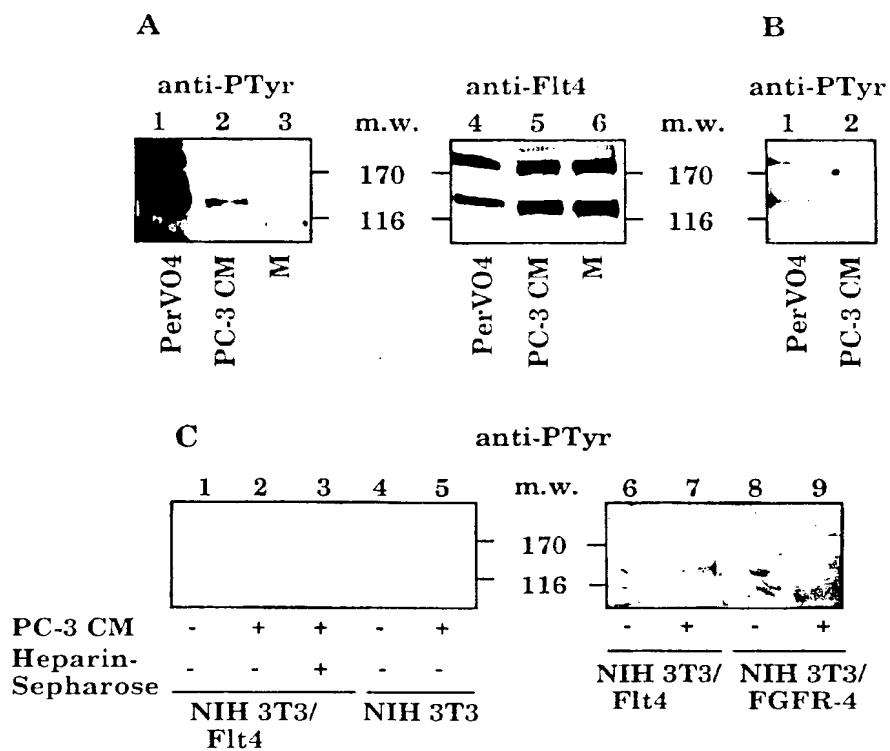 A
B
anti-PTyr
anti-Flt4
anti-PTyr
1 2 3 m.w. 4 5 6 m.w. 1 2
170 170
116 116
PerVO4
PC-3 CM
M
PerVO4
PC-3 CM
M
PerVO4
PC-3 CM
C
anti-PTyr
1 2 3 4 5 m.w. 6 7 8 9
170
116
PC-3 CM - + + - + - + - +
Heparin-
Sepharose - - + - -
NIH 3T3/
Flt4
NIH 3T3
NIH 3T3/
Flt4
NIH 3T3/
FGFR-4